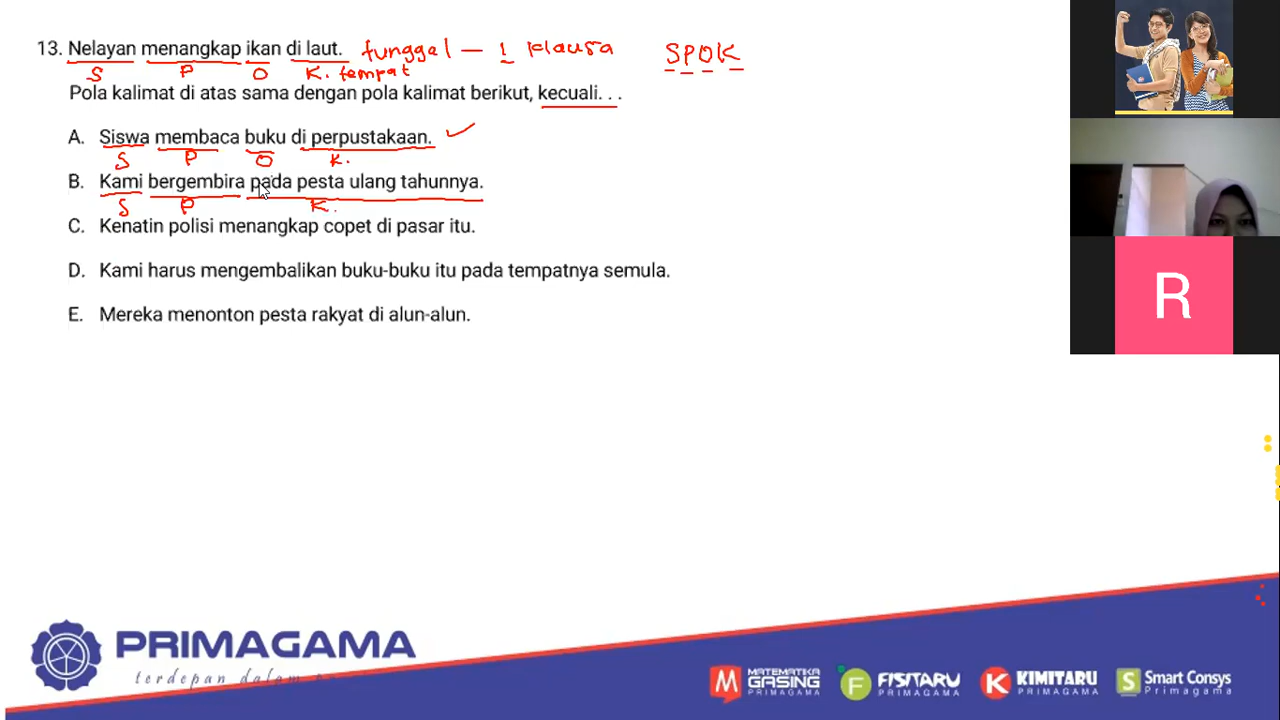 13. Nelayan menangkap ikan di laut. tunggal — 1 klausa SPOK
S P O K. tempat
Pola kalimat di atas sama dengan pola kalimat berikut, kecuali. . .
A. Siswa membaca buku di perpustakaan. ✓
S P O K.
B. Kami bergembira pada pesta ulang tahunnya.
S P K.
C. Kenatin polisi menangkap copet di pasar itu.
D. Kami harus mengembalikan buku-buku itu pada tempatnya semula.
E. Mereka menonton pesta rakyat di alun-alun.
R
PRIMAGAMA
terdepan dalam
M MATEMATIKA GASING PRIMAGAMA
F FISITARU PRIMAGAMA
K KIMITARU PRIMAGAMA
S Smart Consys Primagama